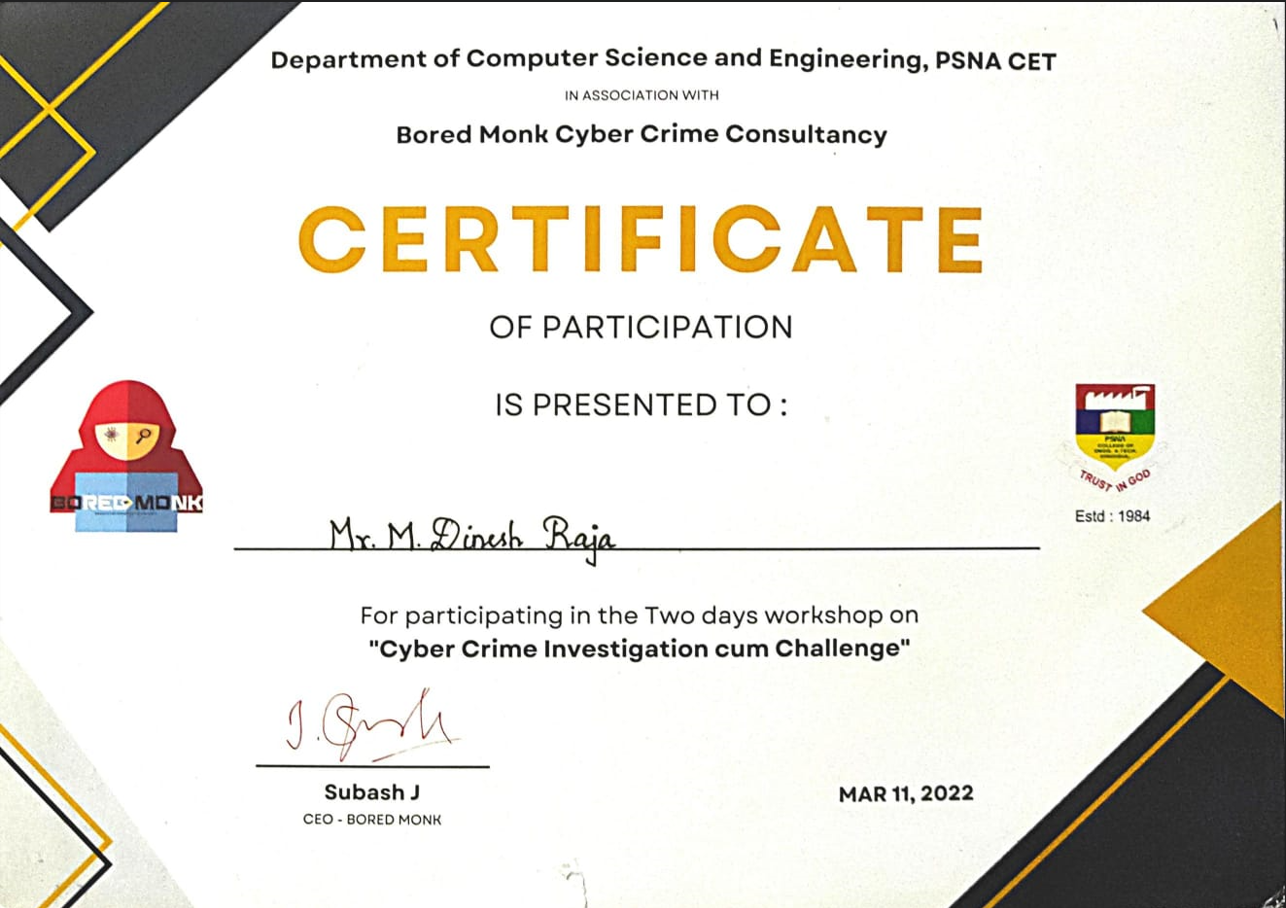 Department of Computer Science and Engineering, PSNA CET
IN ASSOCIATION WITH
Bored Monk Cyber Crime Consultancy
CERTIFICATE
OF PARTICIPATION
IS PRESENTED TO :
BORED MONK
PSNA
COLLEGE OF
ENGG. & TECH.
TRUST IN GOD
Estd : 1984
Mr. M. Dinesh Raja
For participating in the Two days workshop on
"Cyber Crime Investigation cum Challenge"
Subash J
CEO - BORED MONK
MAR 11, 2022